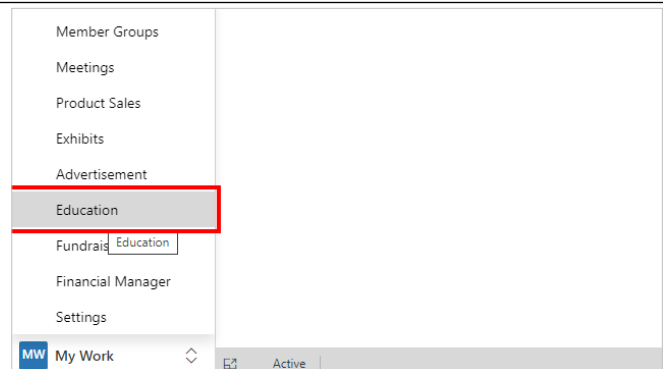 Member Groups
Meetings
Product Sales
Exhibits
Advertisement
Education
Fundrais Education
Financial Manager
Settings
MW My Work
Active